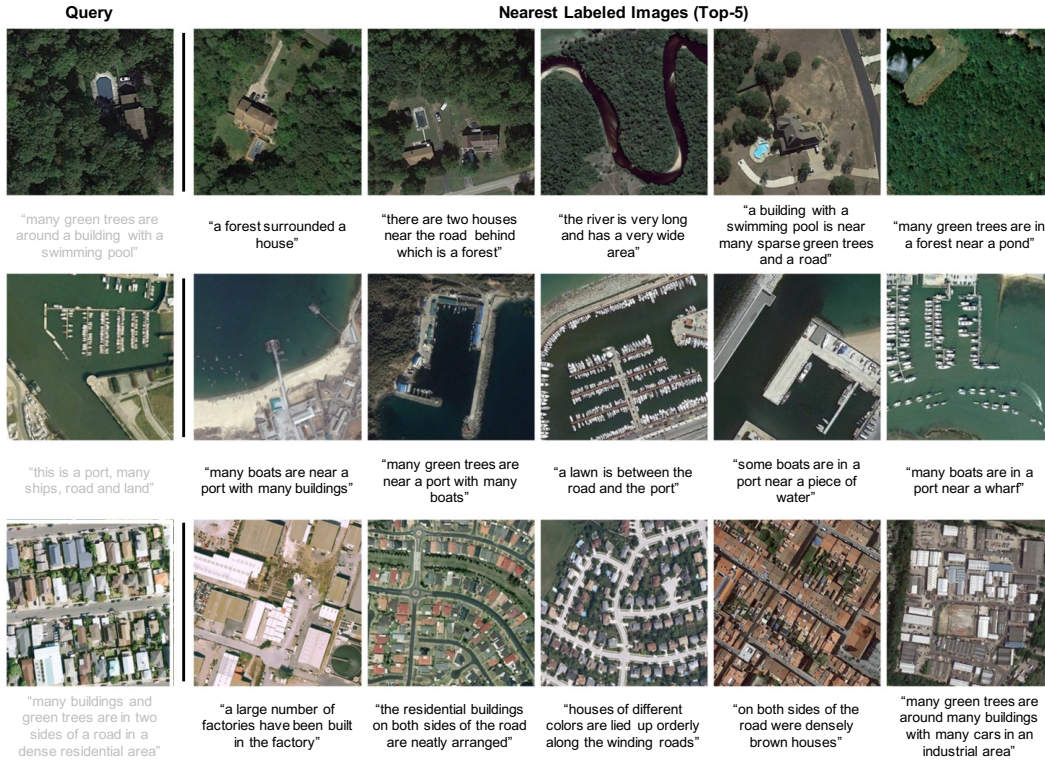 Query
Nearest Labeled Images (Top-5)
“many green trees are
around a building with a
swimming pool”
“a forest surrounded a
house”
“there are two houses
near the road behind
which is a forest”
“the river is very long
and has a very wide
area”
“a building with a
swimming pool is near
many sparse green trees
and a road”
“many green trees are in
a forest near a pond”
“this is a port, many
ships, road and land”
“many boats are near a
port with many buildings”
“many green trees are
near a port with many
boats”
“a lawn is between the
road and the port”
“some boats are in a
port near a piece of
water”
“many boats are in a
port near a wharf”
“many buildings and
green trees are in two
sides of a road in a
dense residential area”
“a large number of
factories have been built
in the factory”
“the residential buildings
on both sides of the road
are neatly arranged”
“houses of different
colors are lied up orderly
along the winding roads”
“on both sides of the
road were densely
brown houses”
“many green trees are
around many buildings
with many cars in an
industrial area”